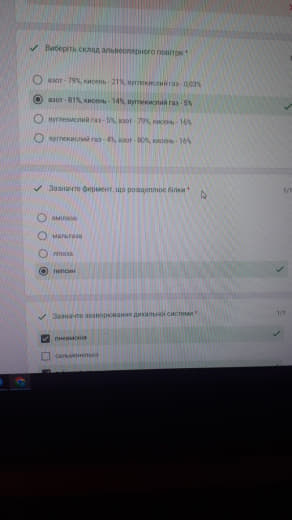 Виберіть склад альвеолярного повітря *
азот - 79%, кисень - 21%, вуглекислий газ - 0,03%
азот - 81%, кисень - 14%, вуглекислий газ - 5%
вуглекислий газ - 5%, азот - 79%, кисень - 16%
вуглекислий газ - 4%, азот - 80%, кисень - 16%
Зазначте фермент, що розщеплює білки *
1/1
амілаза
мальтаза
ліпаза
пепсин
Зазначте захворювання дихальної системи *
1/1
пневмонія
сальмонельоз